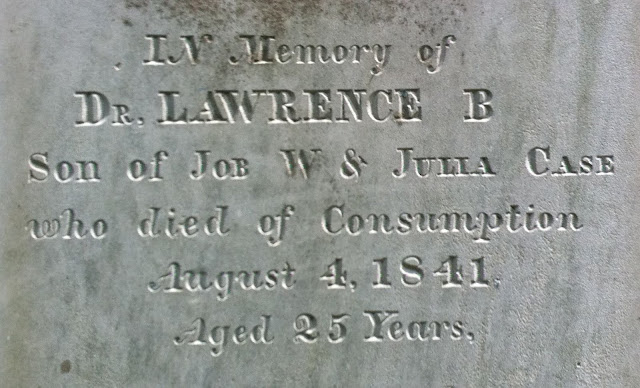 IN Memory of
DR. LAWRENCE B
Son of JOB W & JULIA CASE
who died of Consumption
August 4, 1841.
Aged 25 Years.